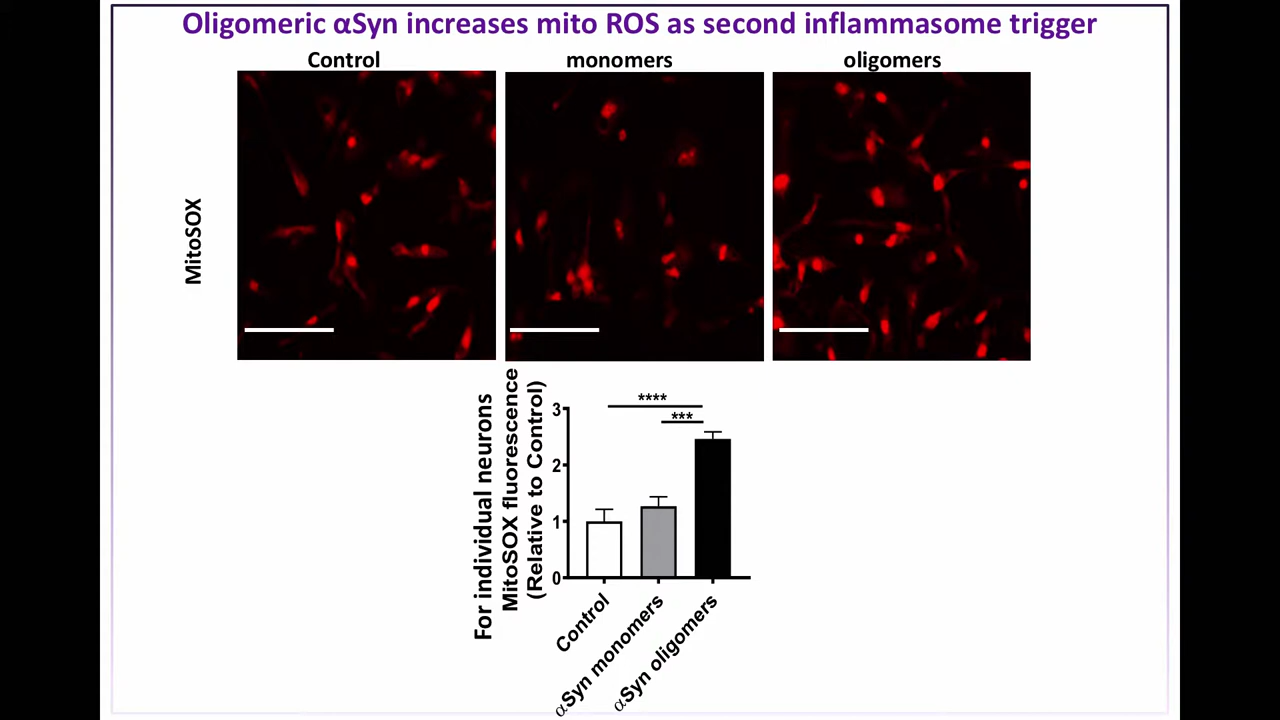 Oligomeric αSyn increases mito ROS as second inflammasome trigger
Control
monomers
oligomers
MitoSOX
For individual neurons
MitoSOX fluorescence
(Relative to Control)
3
2
1
0
****
***
Control
αSyn monomers
αSyn oligomers